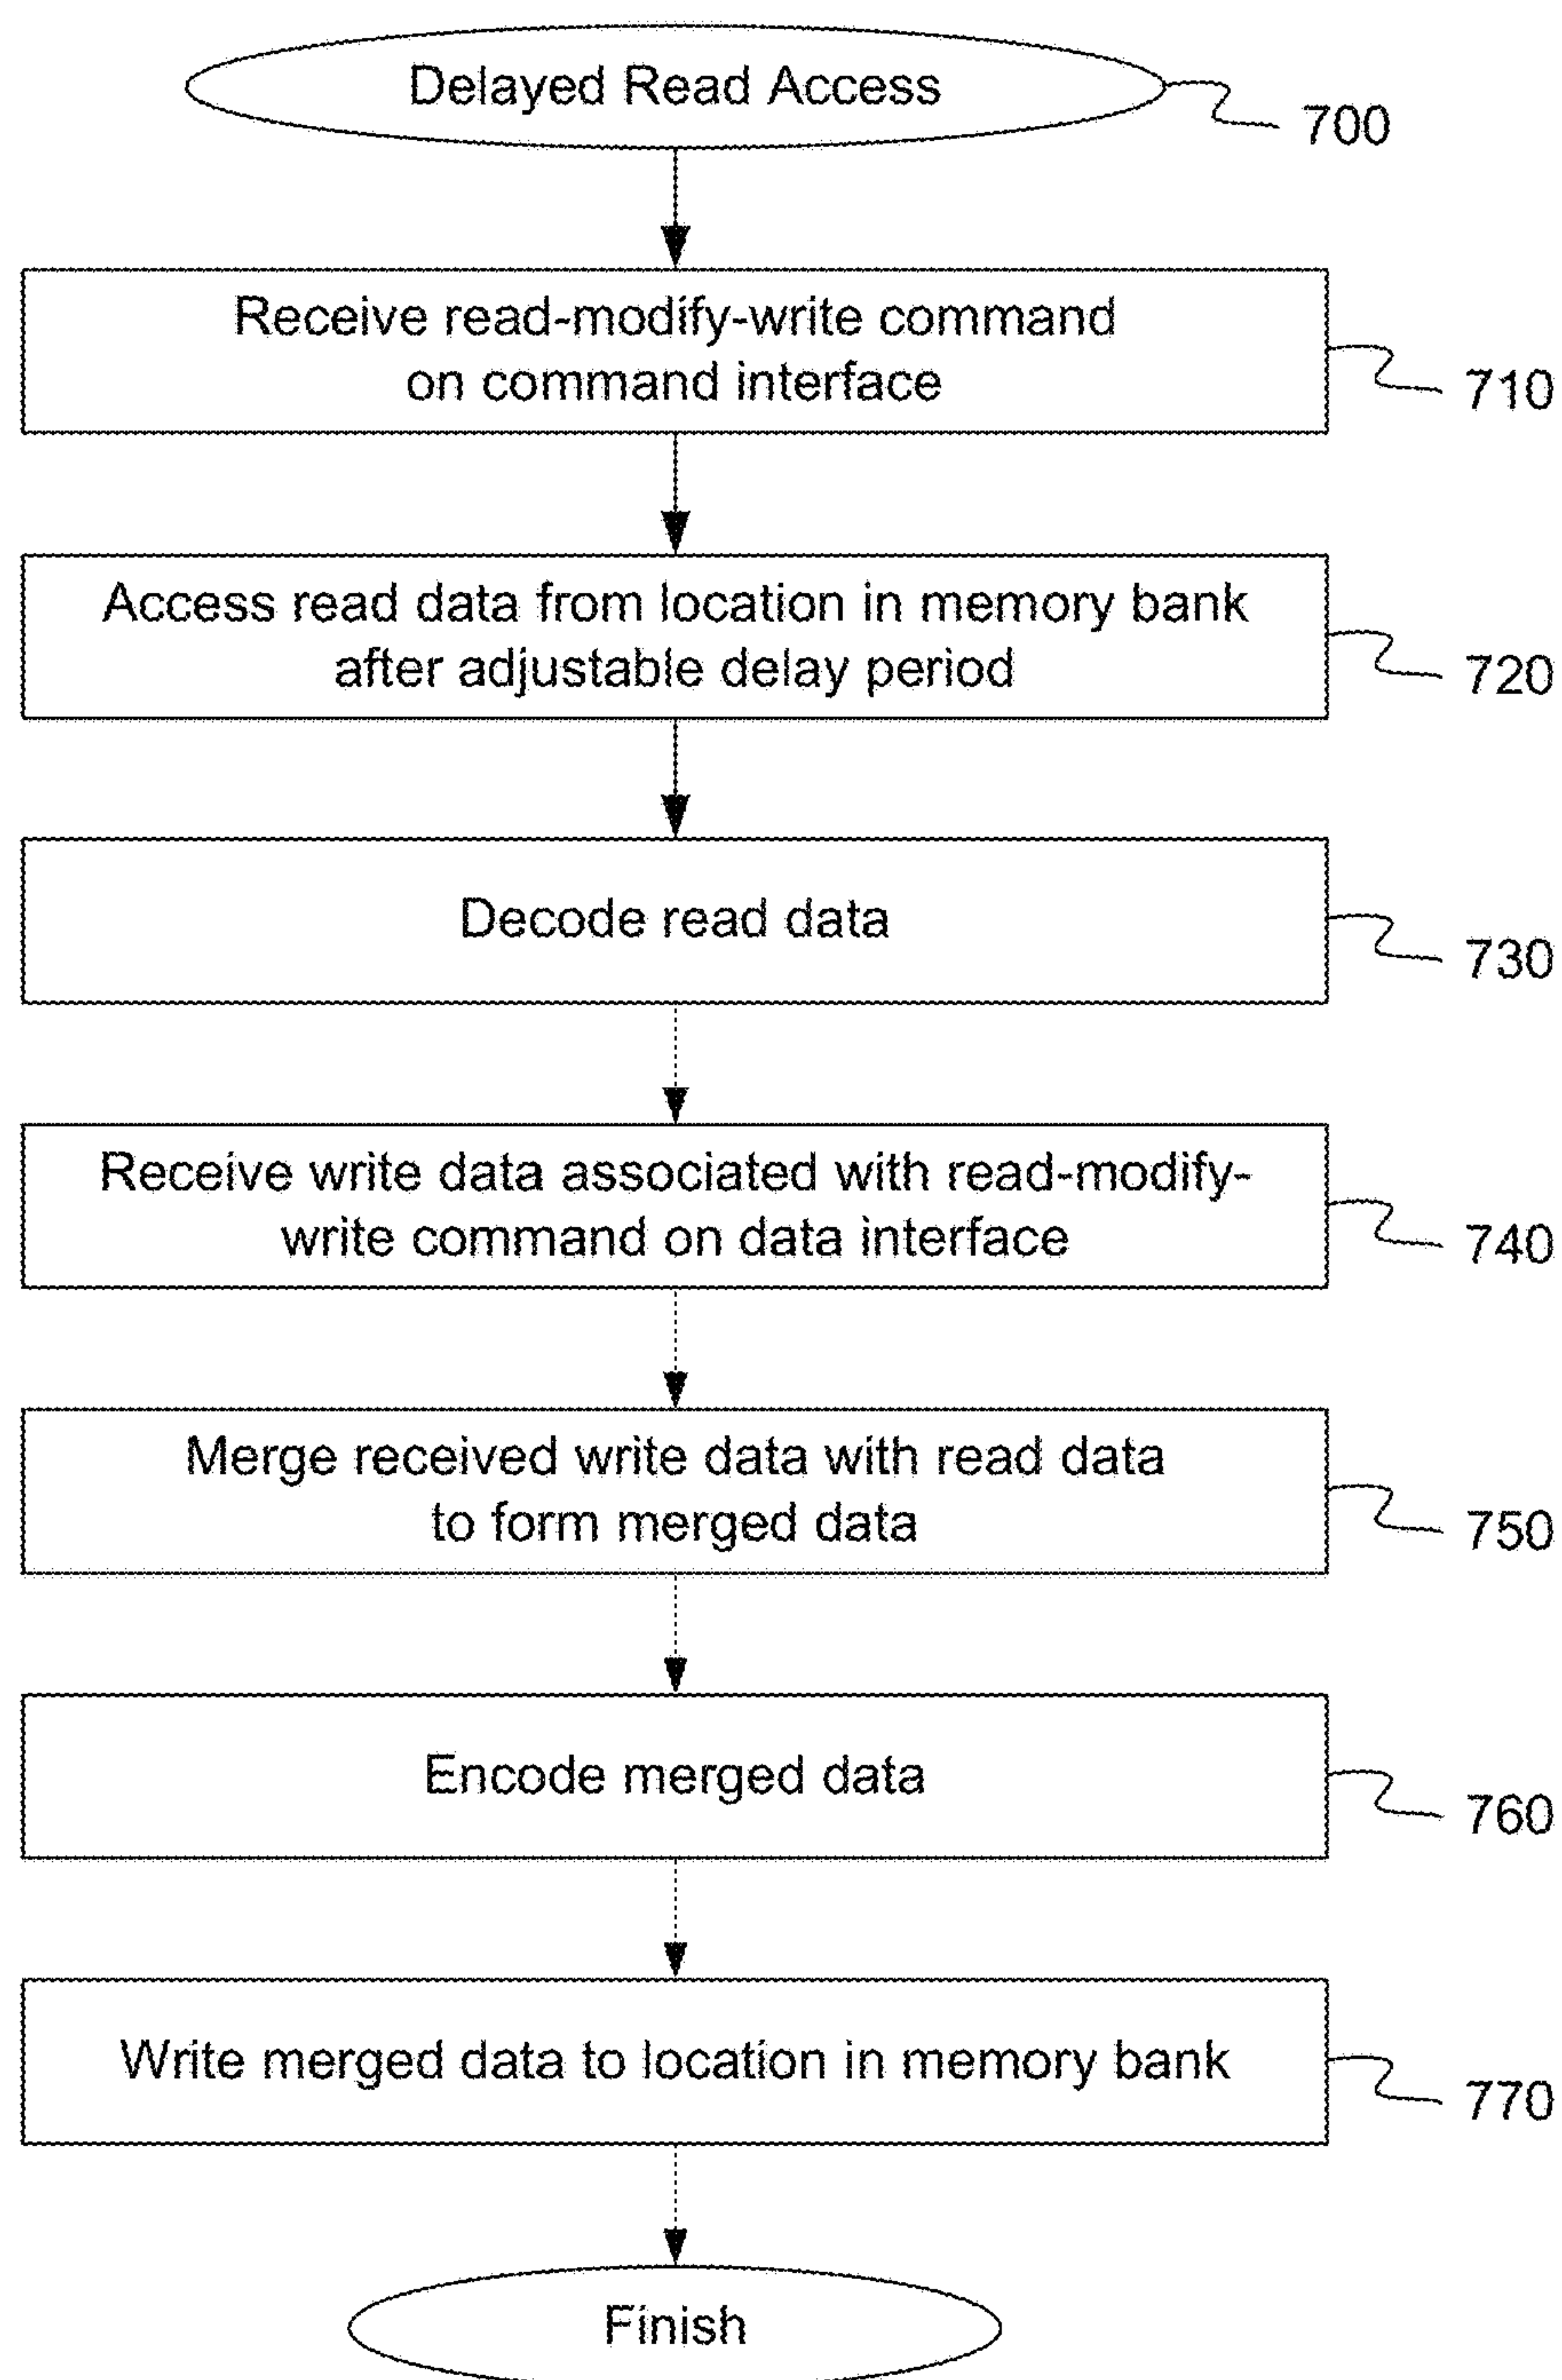 Delayed Read Access
700
Receive read-modify-write command
on command interface
710
Access read data from location in memory bank
after adjustable delay period
720
Decode read data
730
Receive write data associated with read-modify-
write command on data interface
740
Merge received write data with read data
to form merged data
750
Encode merged data
760
Write merged data to location in memory bank
770
Finish